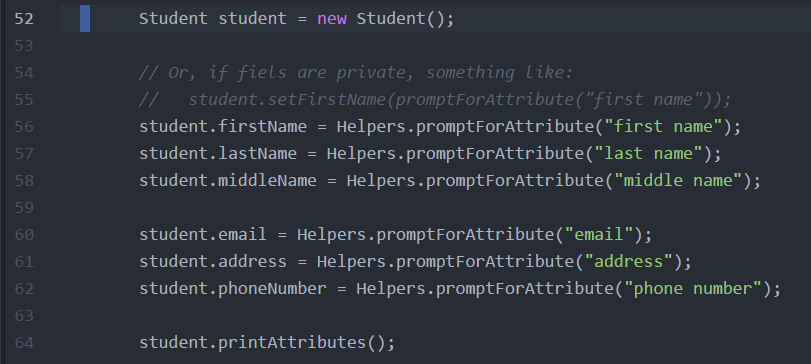 52 Student student = new Student();
53
54 // Or, if fiels are private, something like:
55 //   student.setFirstName(promptForAttribute("first name"));
56 student.firstName = Helpers.promptForAttribute("first name");
57 student.lastName = Helpers.promptForAttribute("last name");
58 student.middleName = Helpers.promptForAttribute("middle name");
59
60 student.email = Helpers.promptForAttribute("email");
61 student.address = Helpers.promptForAttribute("address");
62 student.phoneNumber = Helpers.promptForAttribute("phone number");
63
64 student.printAttributes();